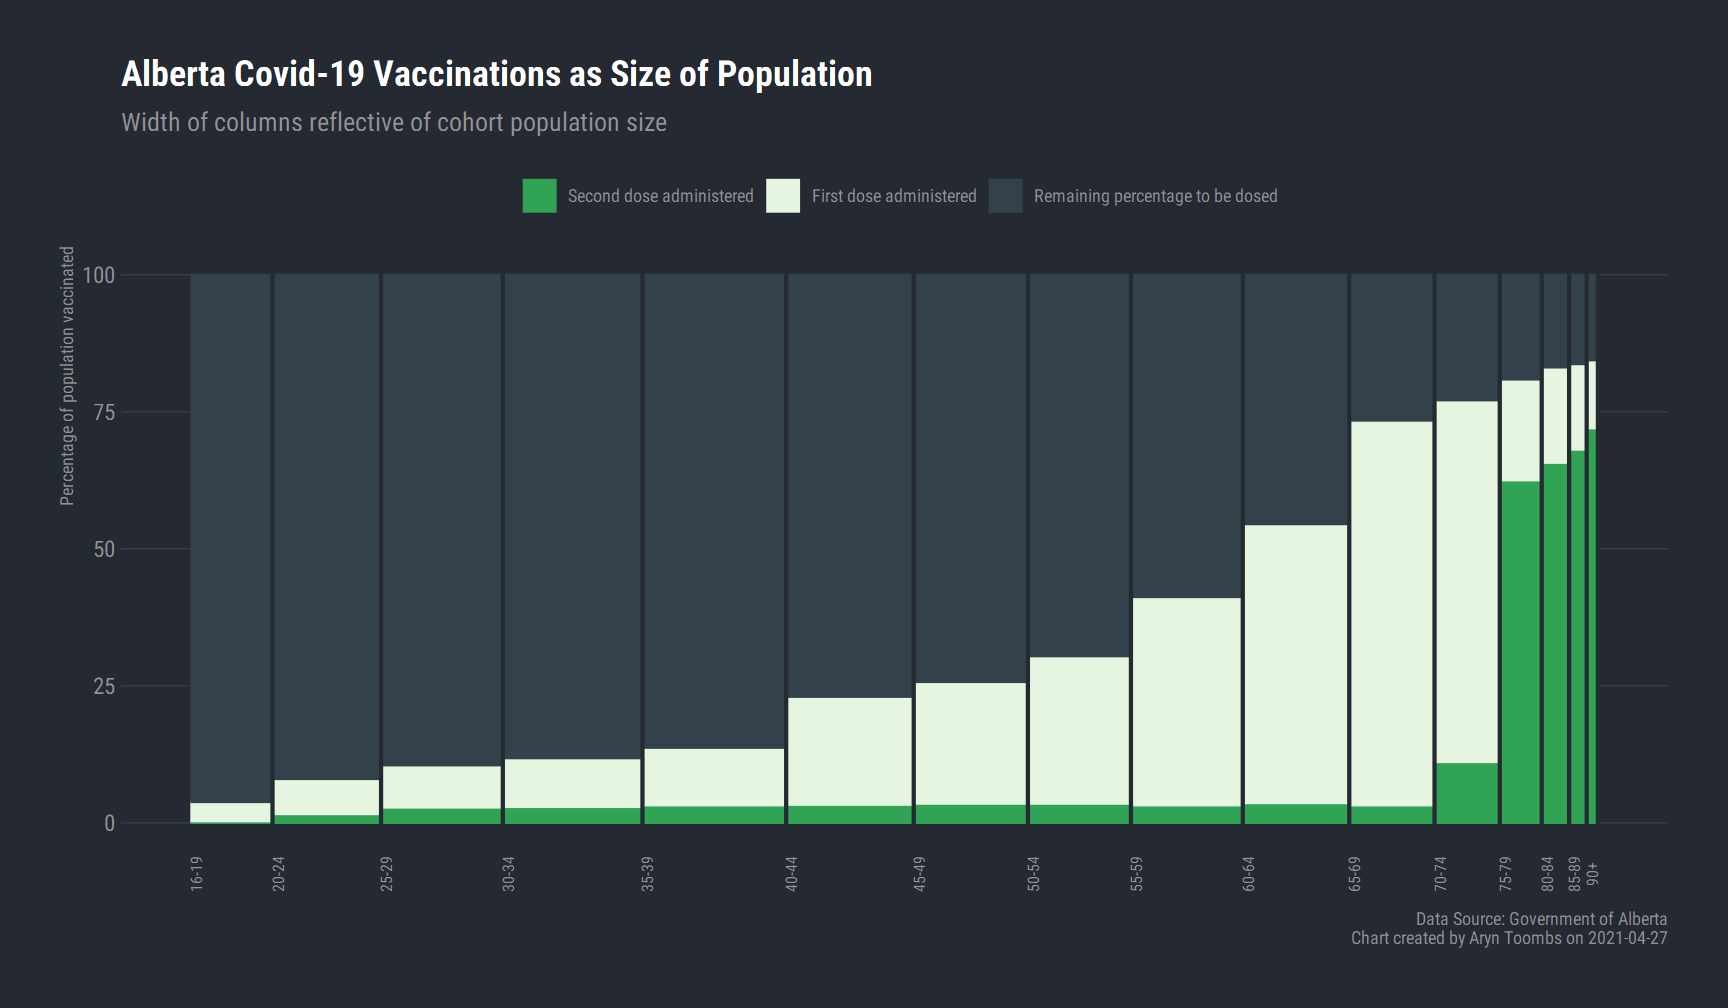 Alberta Covid-19 Vaccinations as Size of Population
Width of columns reflective of cohort population size
Second dose administered
First dose administered
Remaining percentage to be dosed
Percentage of population vaccinated
100
75
50
25
0
16-19
20-24
25-29
30-34
35-39
40-44
45-49
50-54
55-59
60-64
65-69
70-74
75-79
80-84
85-89
90+
Data Source: Government of Alberta
Chart created by Aryn Toombs on 2021-04-27